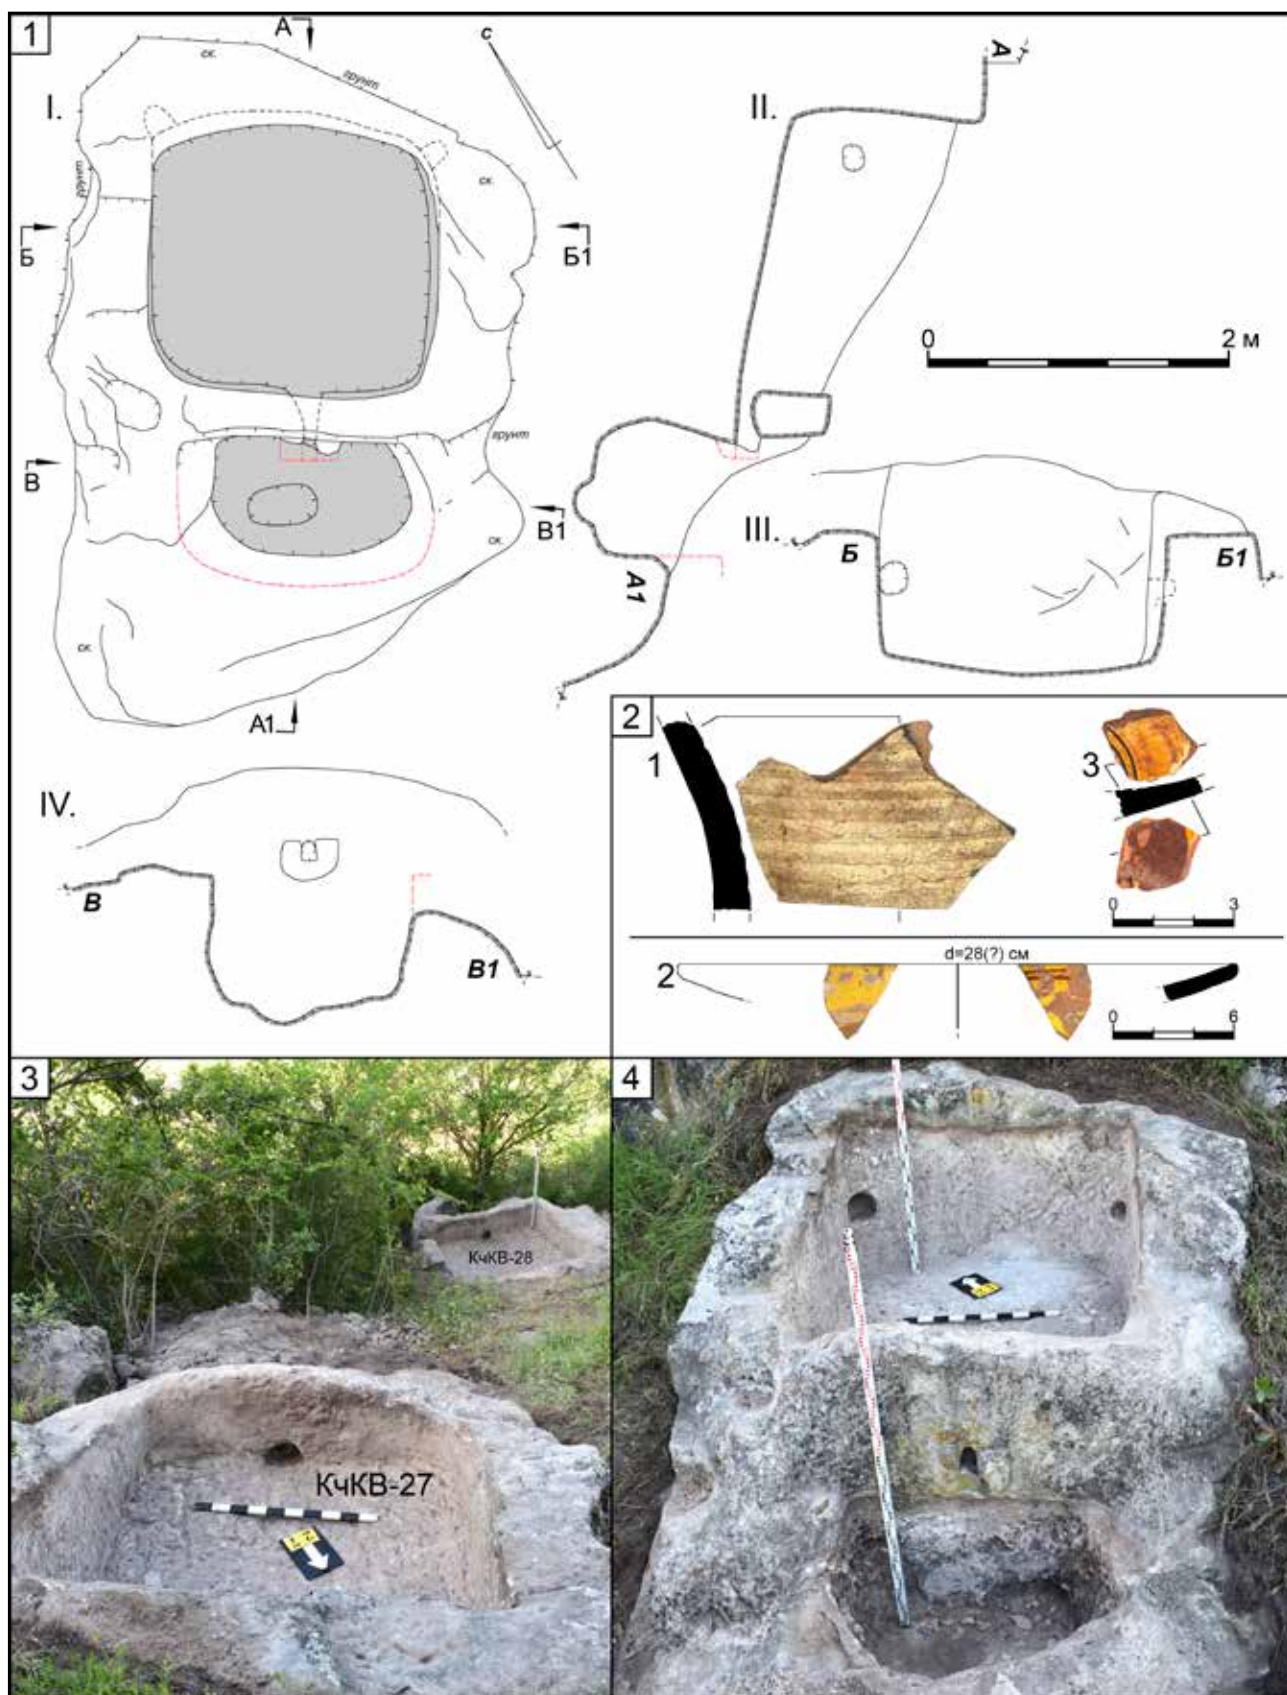 1
А
с
ск.
грунт
I.
II.
А
грунт
ск.
Б
Б1
0
2 м
грунт
В
В1
ск.
III.
Б
Б1
А1
ск.
А1
IV.
В
В1
2
1
3
0
3
d=28(?) см
2
0
6
3
КчКВ-28
КчКВ-27
4